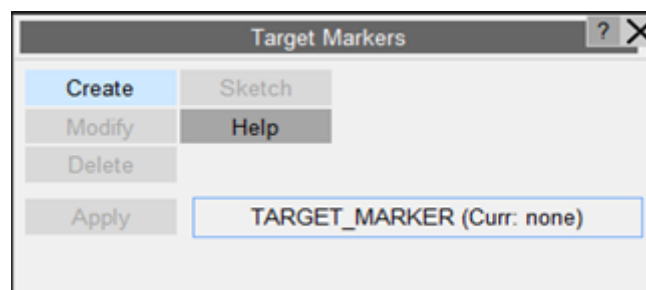 Target Markers ?
Create Sketch
Modify Help
Delete
Apply TARGET_MARKER (Curr: none)